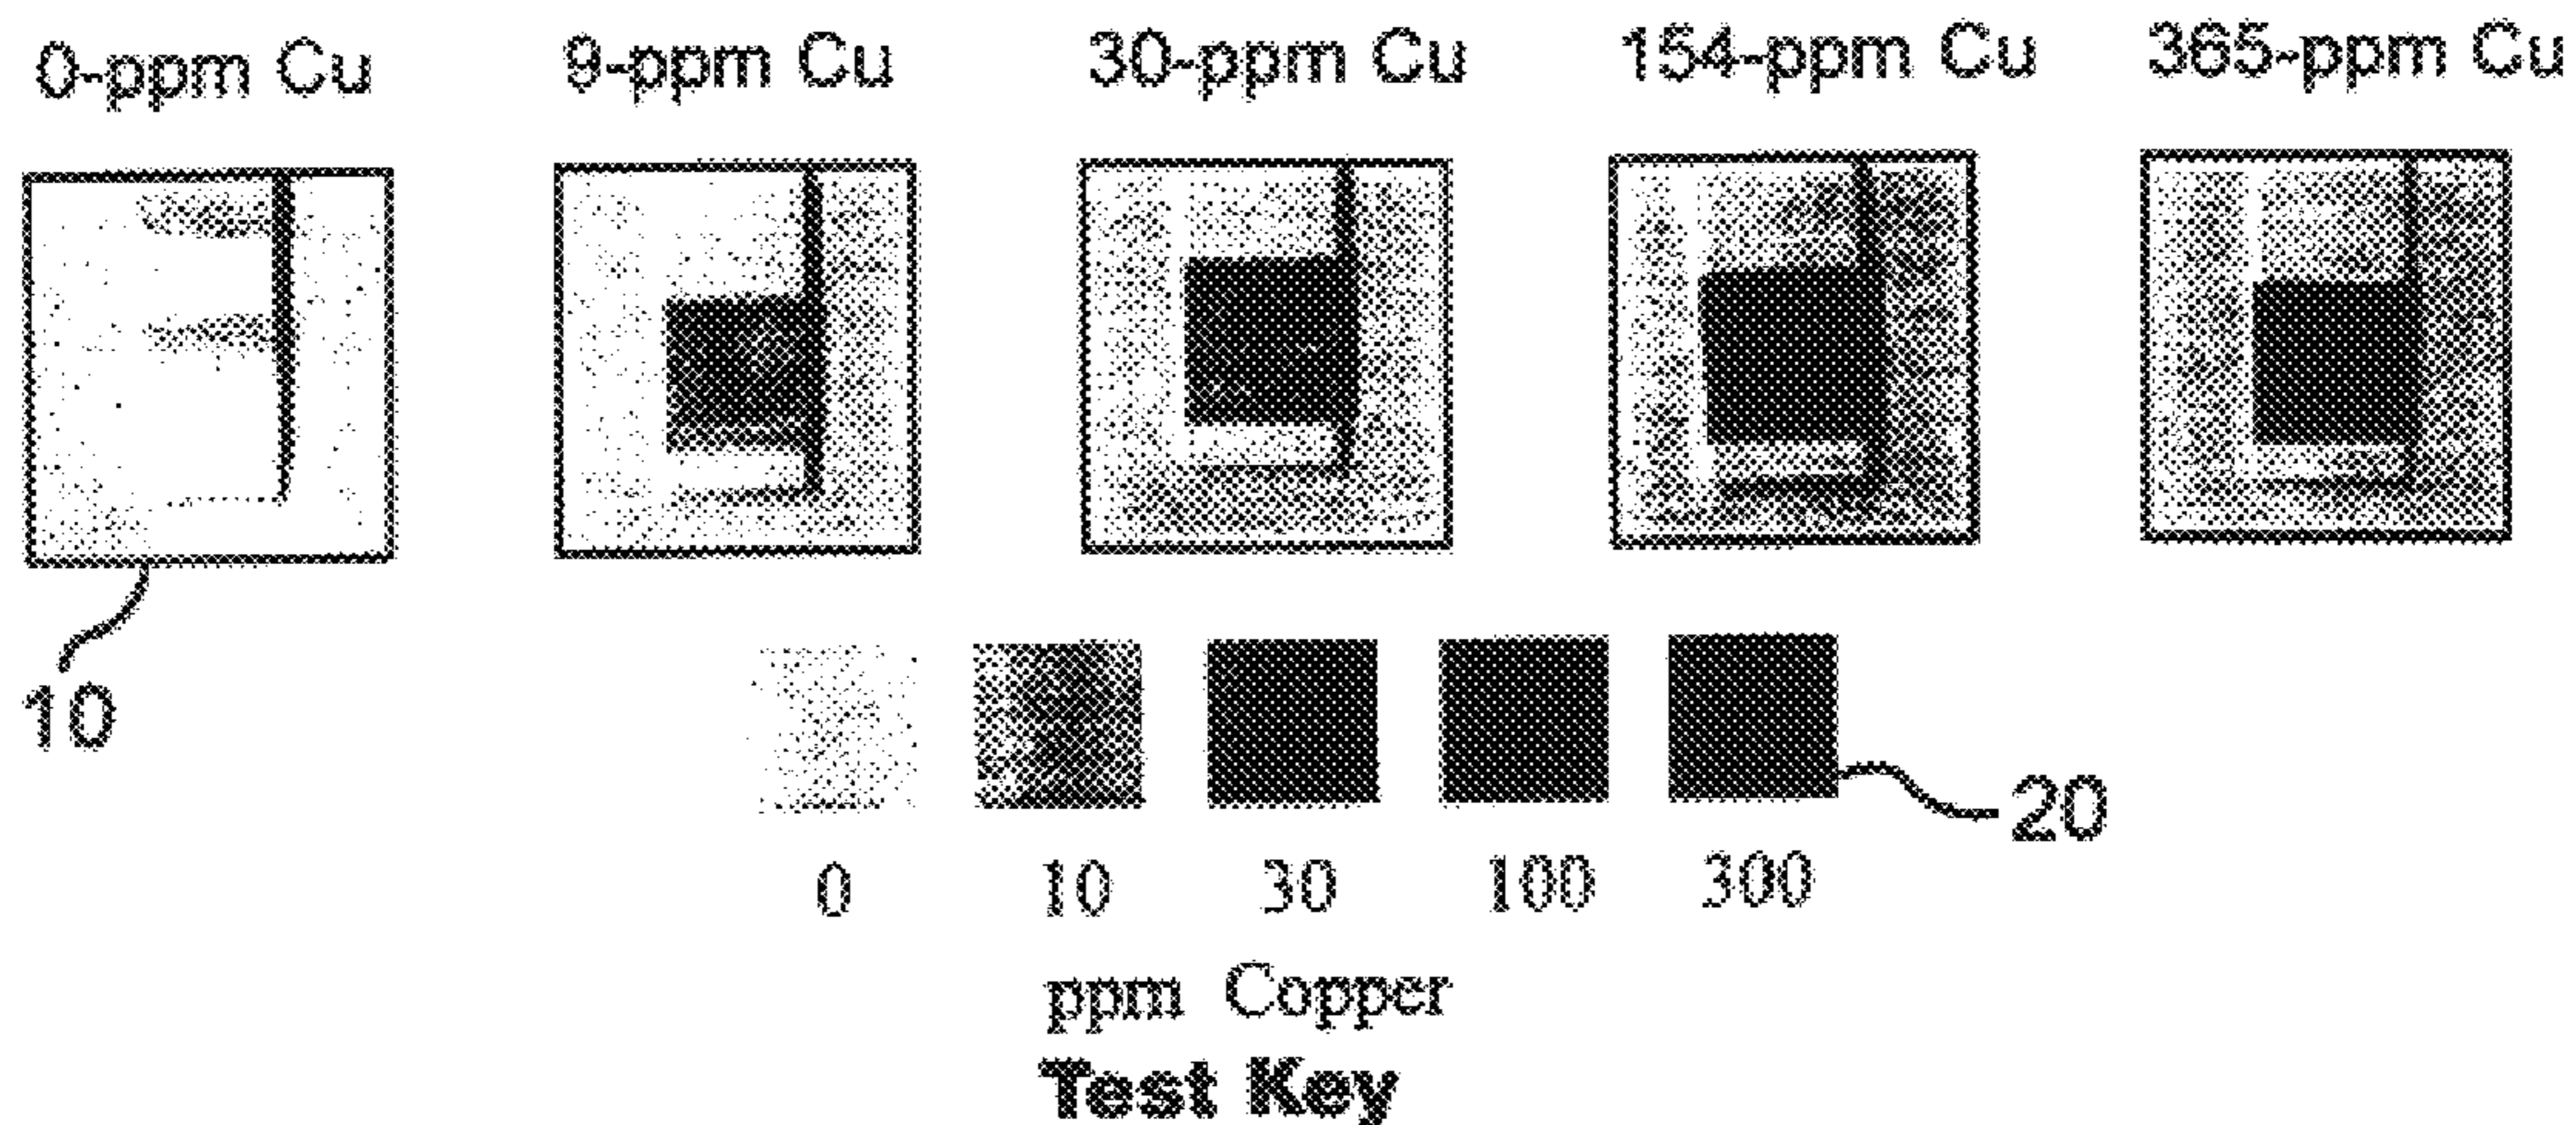 0-ppm Cu 9-ppm Cu 30-ppm Cu 154-ppm Cu 365-ppm Cu
10
20
0 10 30 100 300
ppm Copper
Test Key